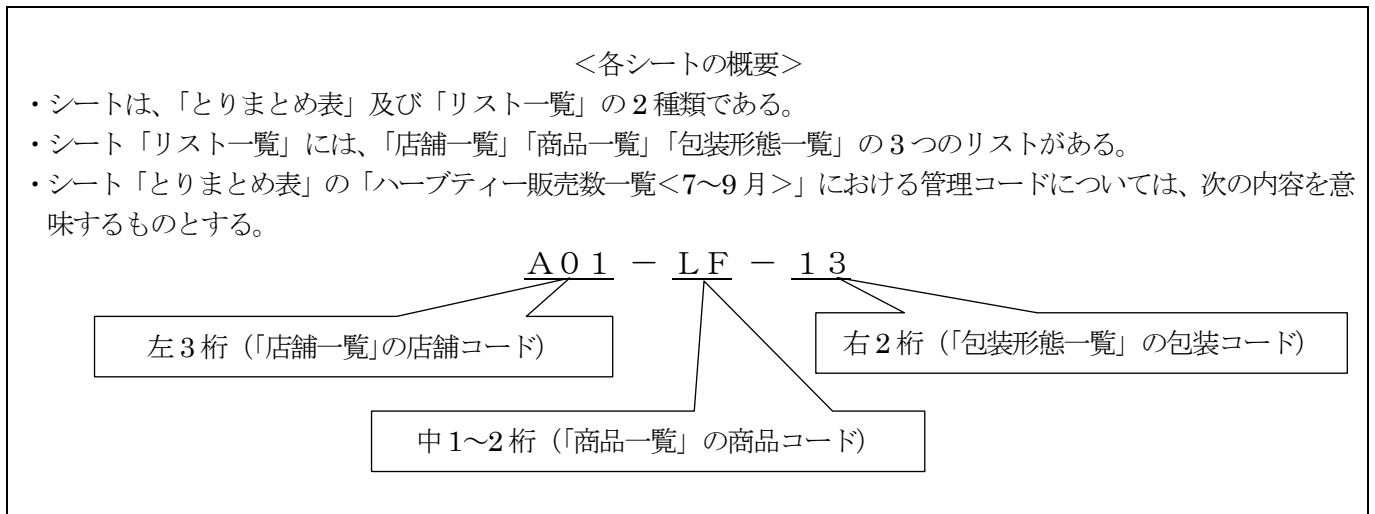 ＜各シートの概要＞
・シートは、「とりまとめ表」及び「リスト一覧」の2種類である。
・シート「リスト一覧」には、「店舗一覧」「商品一覧」「包装形態一覧」の3つのリストがある。
・シート「とりまとめ表」の「ハーブティー販売数一覧＜7～9月＞」における管理コードについては、次の内容を意
味するものとする。
Ａ０１－ＬＦ－１３
左3桁（「店舗一覧」の店舗コード）
右2桁（「包装形態一覧」の包装コード）
中1～2桁（「商品一覧」の商品コード）